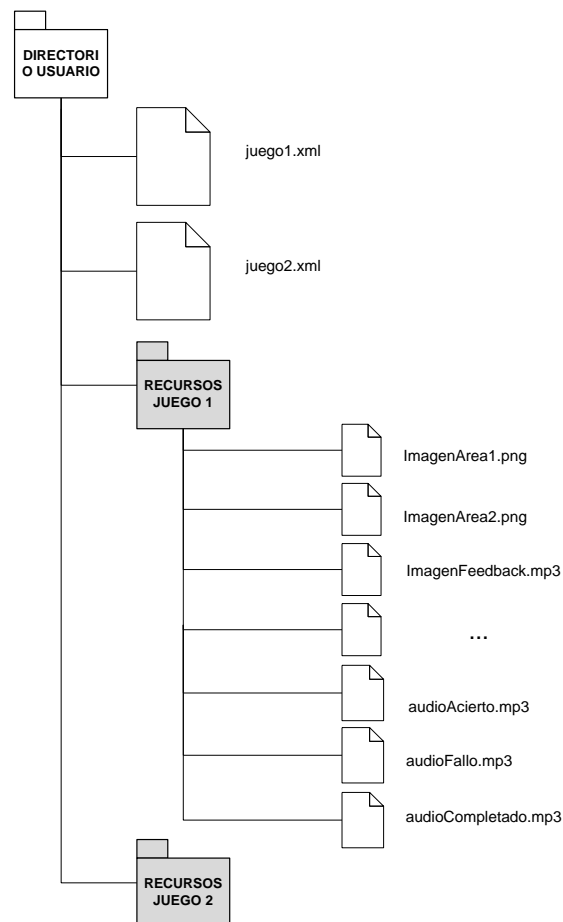 DIRECTORI
O USUARIO
juego1.xml
juego2.xml
RECURSOS
JUEGO 1
ImagenArea1.png
ImagenArea2.png
ImagenFeedback.mp3
...
audioAcierto.mp3
audioFallo.mp3
audioCompletado.mp3
RECURSOS
JUEGO 2